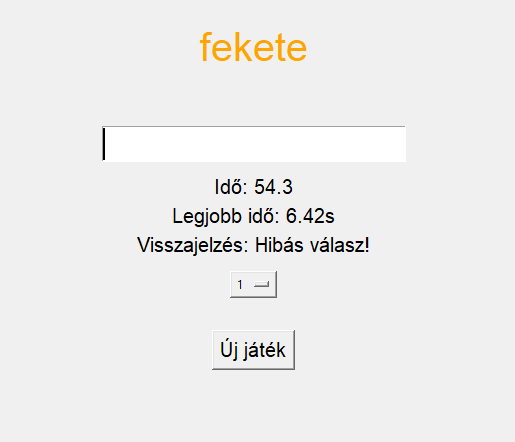 fekete
Idő: 54.3
Legjobb idő: 6.42s
Visszajelzés: Hibás válasz!
1
Új játék